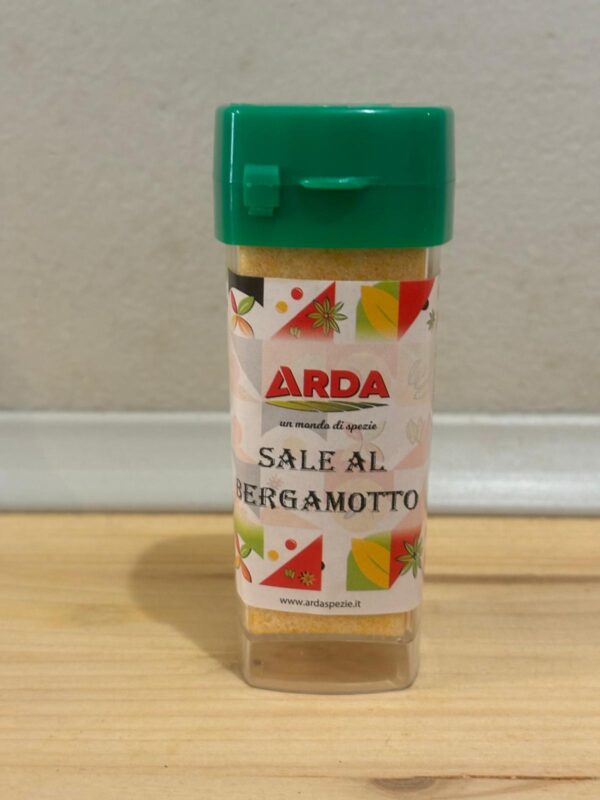 ARDA
un mondo di spezie
SALE AL
BERGAMOTTO
www.ardaspezie.it